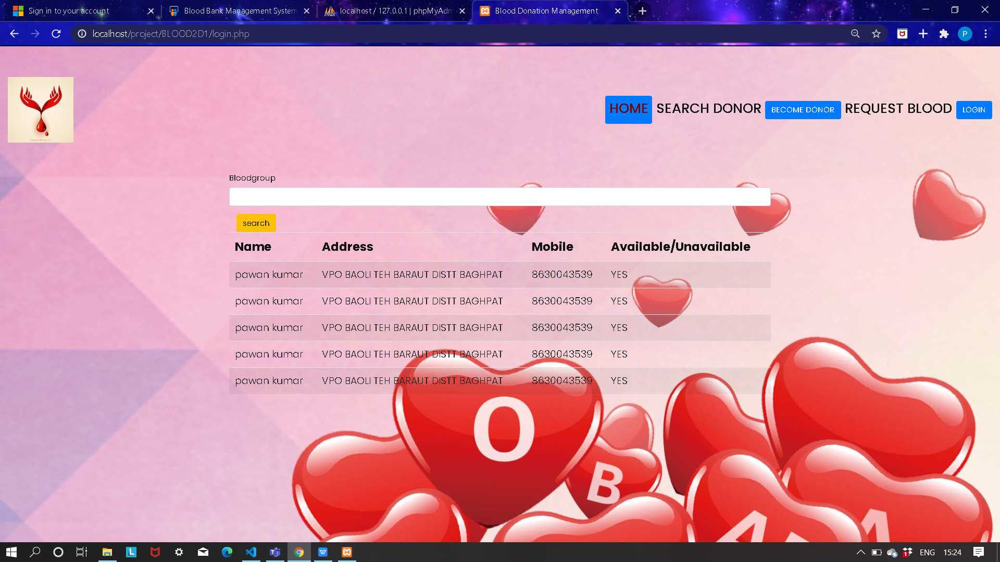 Sign in to your account
Blood Bank Management System
localhost / 127.0.0.1 | phpMyAdm
Blood Donation Management
localhost/project/BLOOD2D1/login.php
P
HOME SEARCH DONOR BECOME DONOR REQUEST BLOOD LOGIN
Bloodgroup
search
Name Address Mobile Available/Unavailable
pawan kumar VPO BAOLI TEH BARAUT DISTT BAGHPAT 8630043539 YES
pawan kumar VPO BAOLI TEH BARAUT DISTT BAGHPAT 8630043539 YES
pawan kumar VPO BAOLI TEH BARAUT DISTT BAGHPAT 8630043539 YES
pawan kumar VPO BAOLI TEH BARAUT DISTT BAGHPAT 8630043539 YES
pawan kumar VPO BAOLI TEH BARAUT DISTT BAGHPAT 8630043539 YES
O
B
A
ENG 15:24